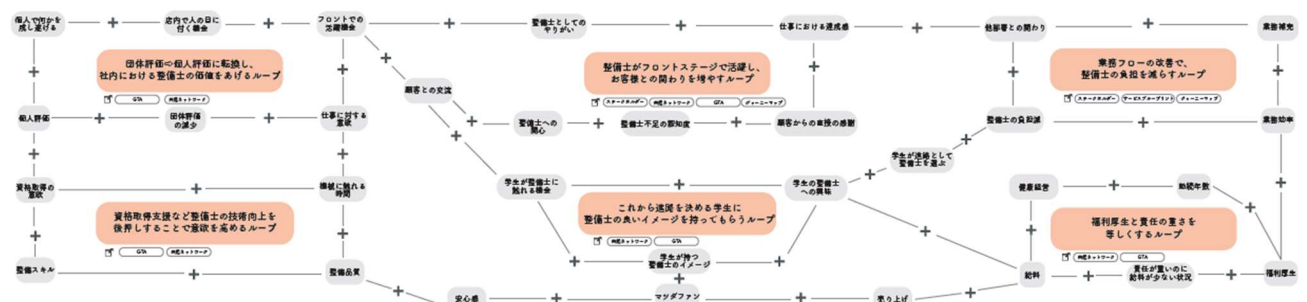 個人で何かを
成し遂げる
店内で人の目に
付く機会
フロントでの
活躍機会
整備士としての
やりがい
仕事における達成感
他部署との関わり
業務補充
団体評価⇨個人評価に転換し、
社内における整備士の価値をあげるループ
GTA
整備士がフロントステージで活躍し、
お客様との関わりを増やすループ
GTA
業務フローの改善で、
整備士の負担を減らすループ
顧客との交流
個人評価
団体評価
の減少
仕事に対する
意欲
整備士への
関心
整備士不足の認知度
顧客からの直接の感謝
整備士の負担減
業務効率
学生が進路として
整備士を選ぶ
資格取得の
意欲
機械に触れる
時間
学生が整備士に
触れる機会
学生の整備士
への興味
健康経営
勤続年数
資格取得支援など整備士の技術向上を
後押しすることで意欲を高めるループ
GTA
これから進路を決める学生に
整備士の良いイメージを持ってもらうループ
GTA
福利厚生と責任の重さを
等しくするループ
GTA
整備スキル
整備品質
学生が持つ
整備士のイメージ
給料
責任が重いのに
給料が少ない状況
福利厚生
安心感
マツダファン
売り上げ